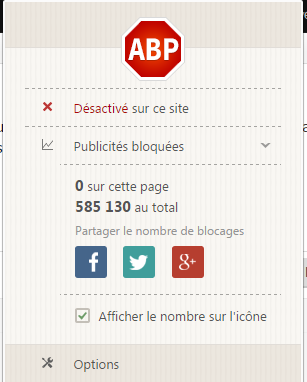 ABP
Désactivé sur ce site
Publicités bloquées
0 sur cette page
585 130 au total
Partager le nombre de blocages
f
g+
Afficher le nombre sur l'icône
Options